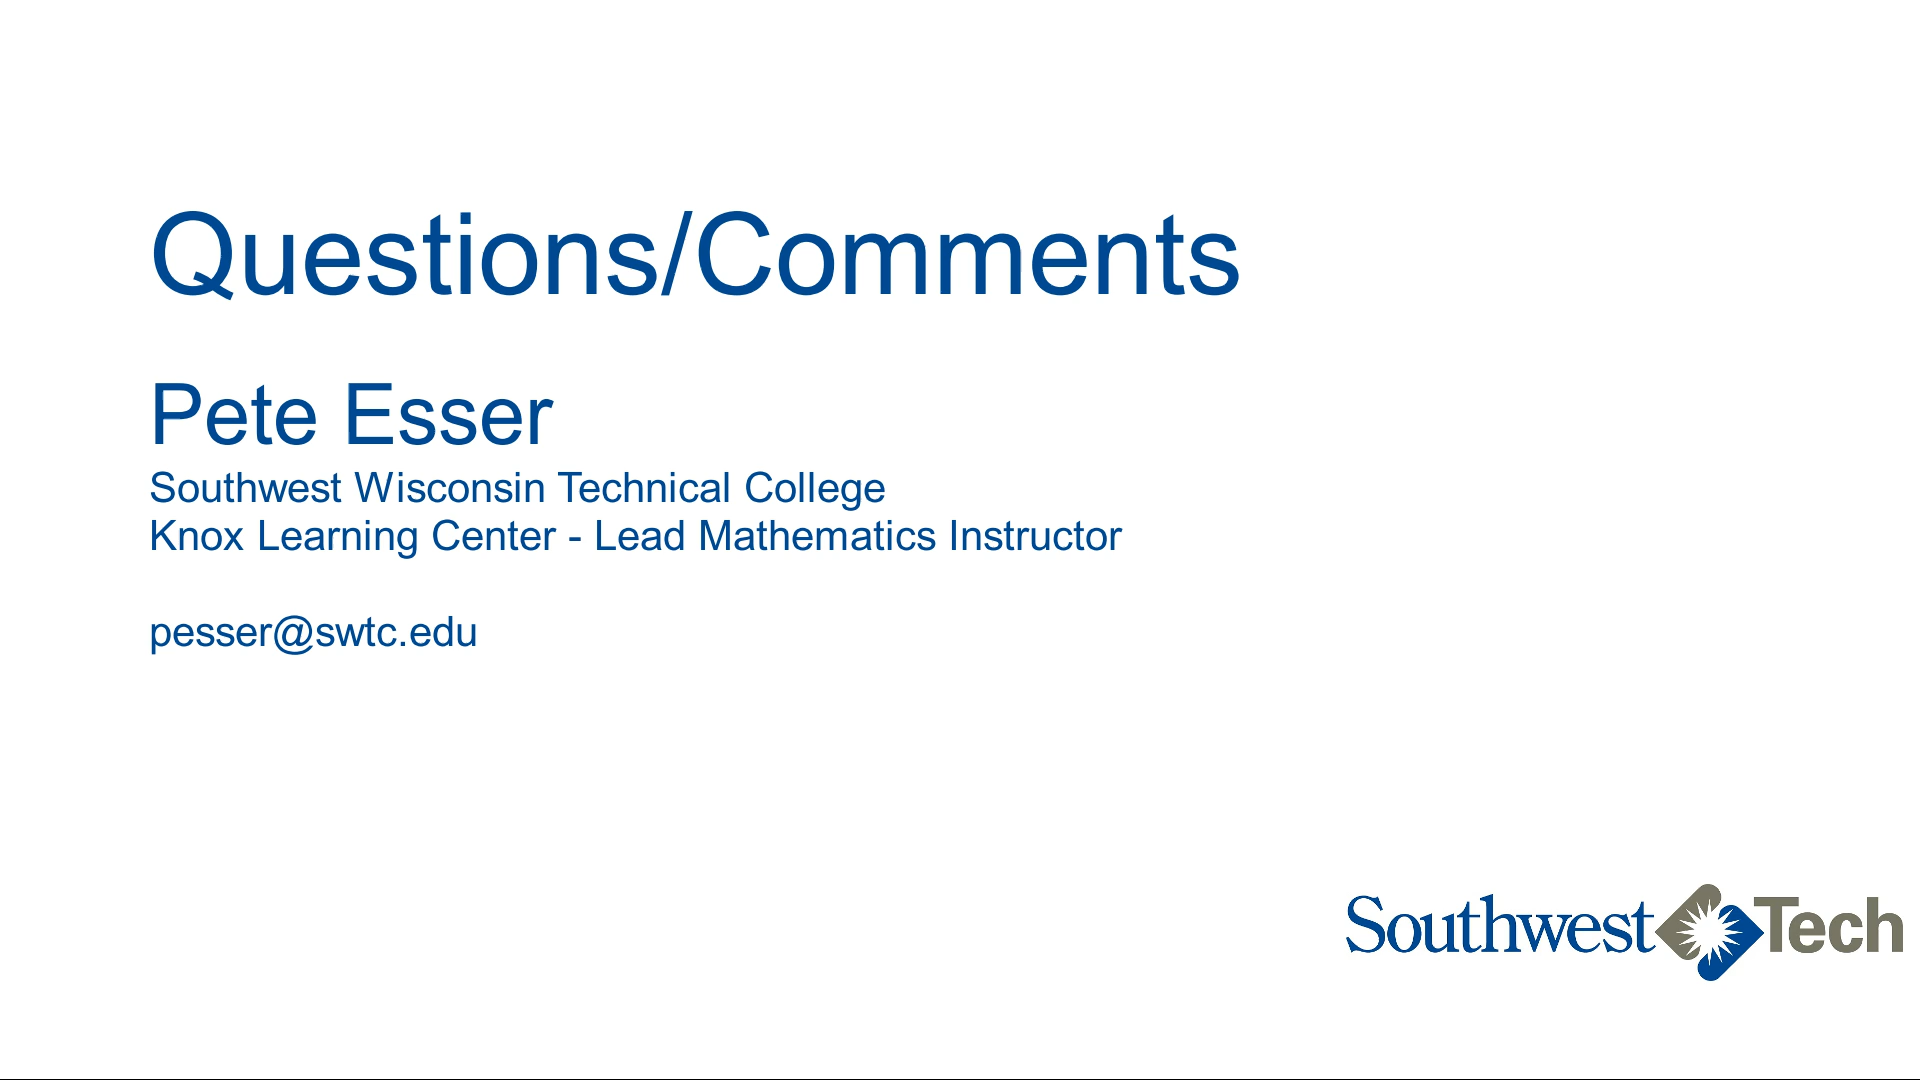 Questions/Comments
Pete Esser
Southwest Wisconsin Technical College
Knox Learning Center - Lead Mathematics Instructor
pesser@swtc.edu
Southwest Tech